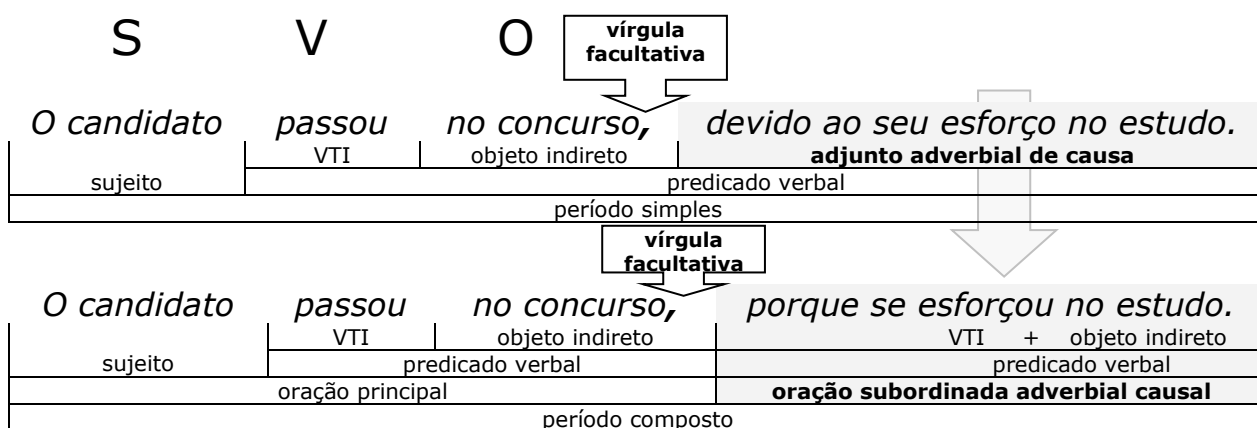 S V O
vírgula
facultativa
O candidato passou no concurso, devido ao seu esforço no estudo.
VTI objeto indireto adjunto adverbial de causa
sujeito predicado verbal
período simples
vírgula
facultativa
O candidato passou no concurso, porque se esforçou no estudo.
VTI objeto indireto VTI + objeto indireto
sujeito predicado verbal predicado verbal
oração principal oração subordinada adverbial causal
período composto